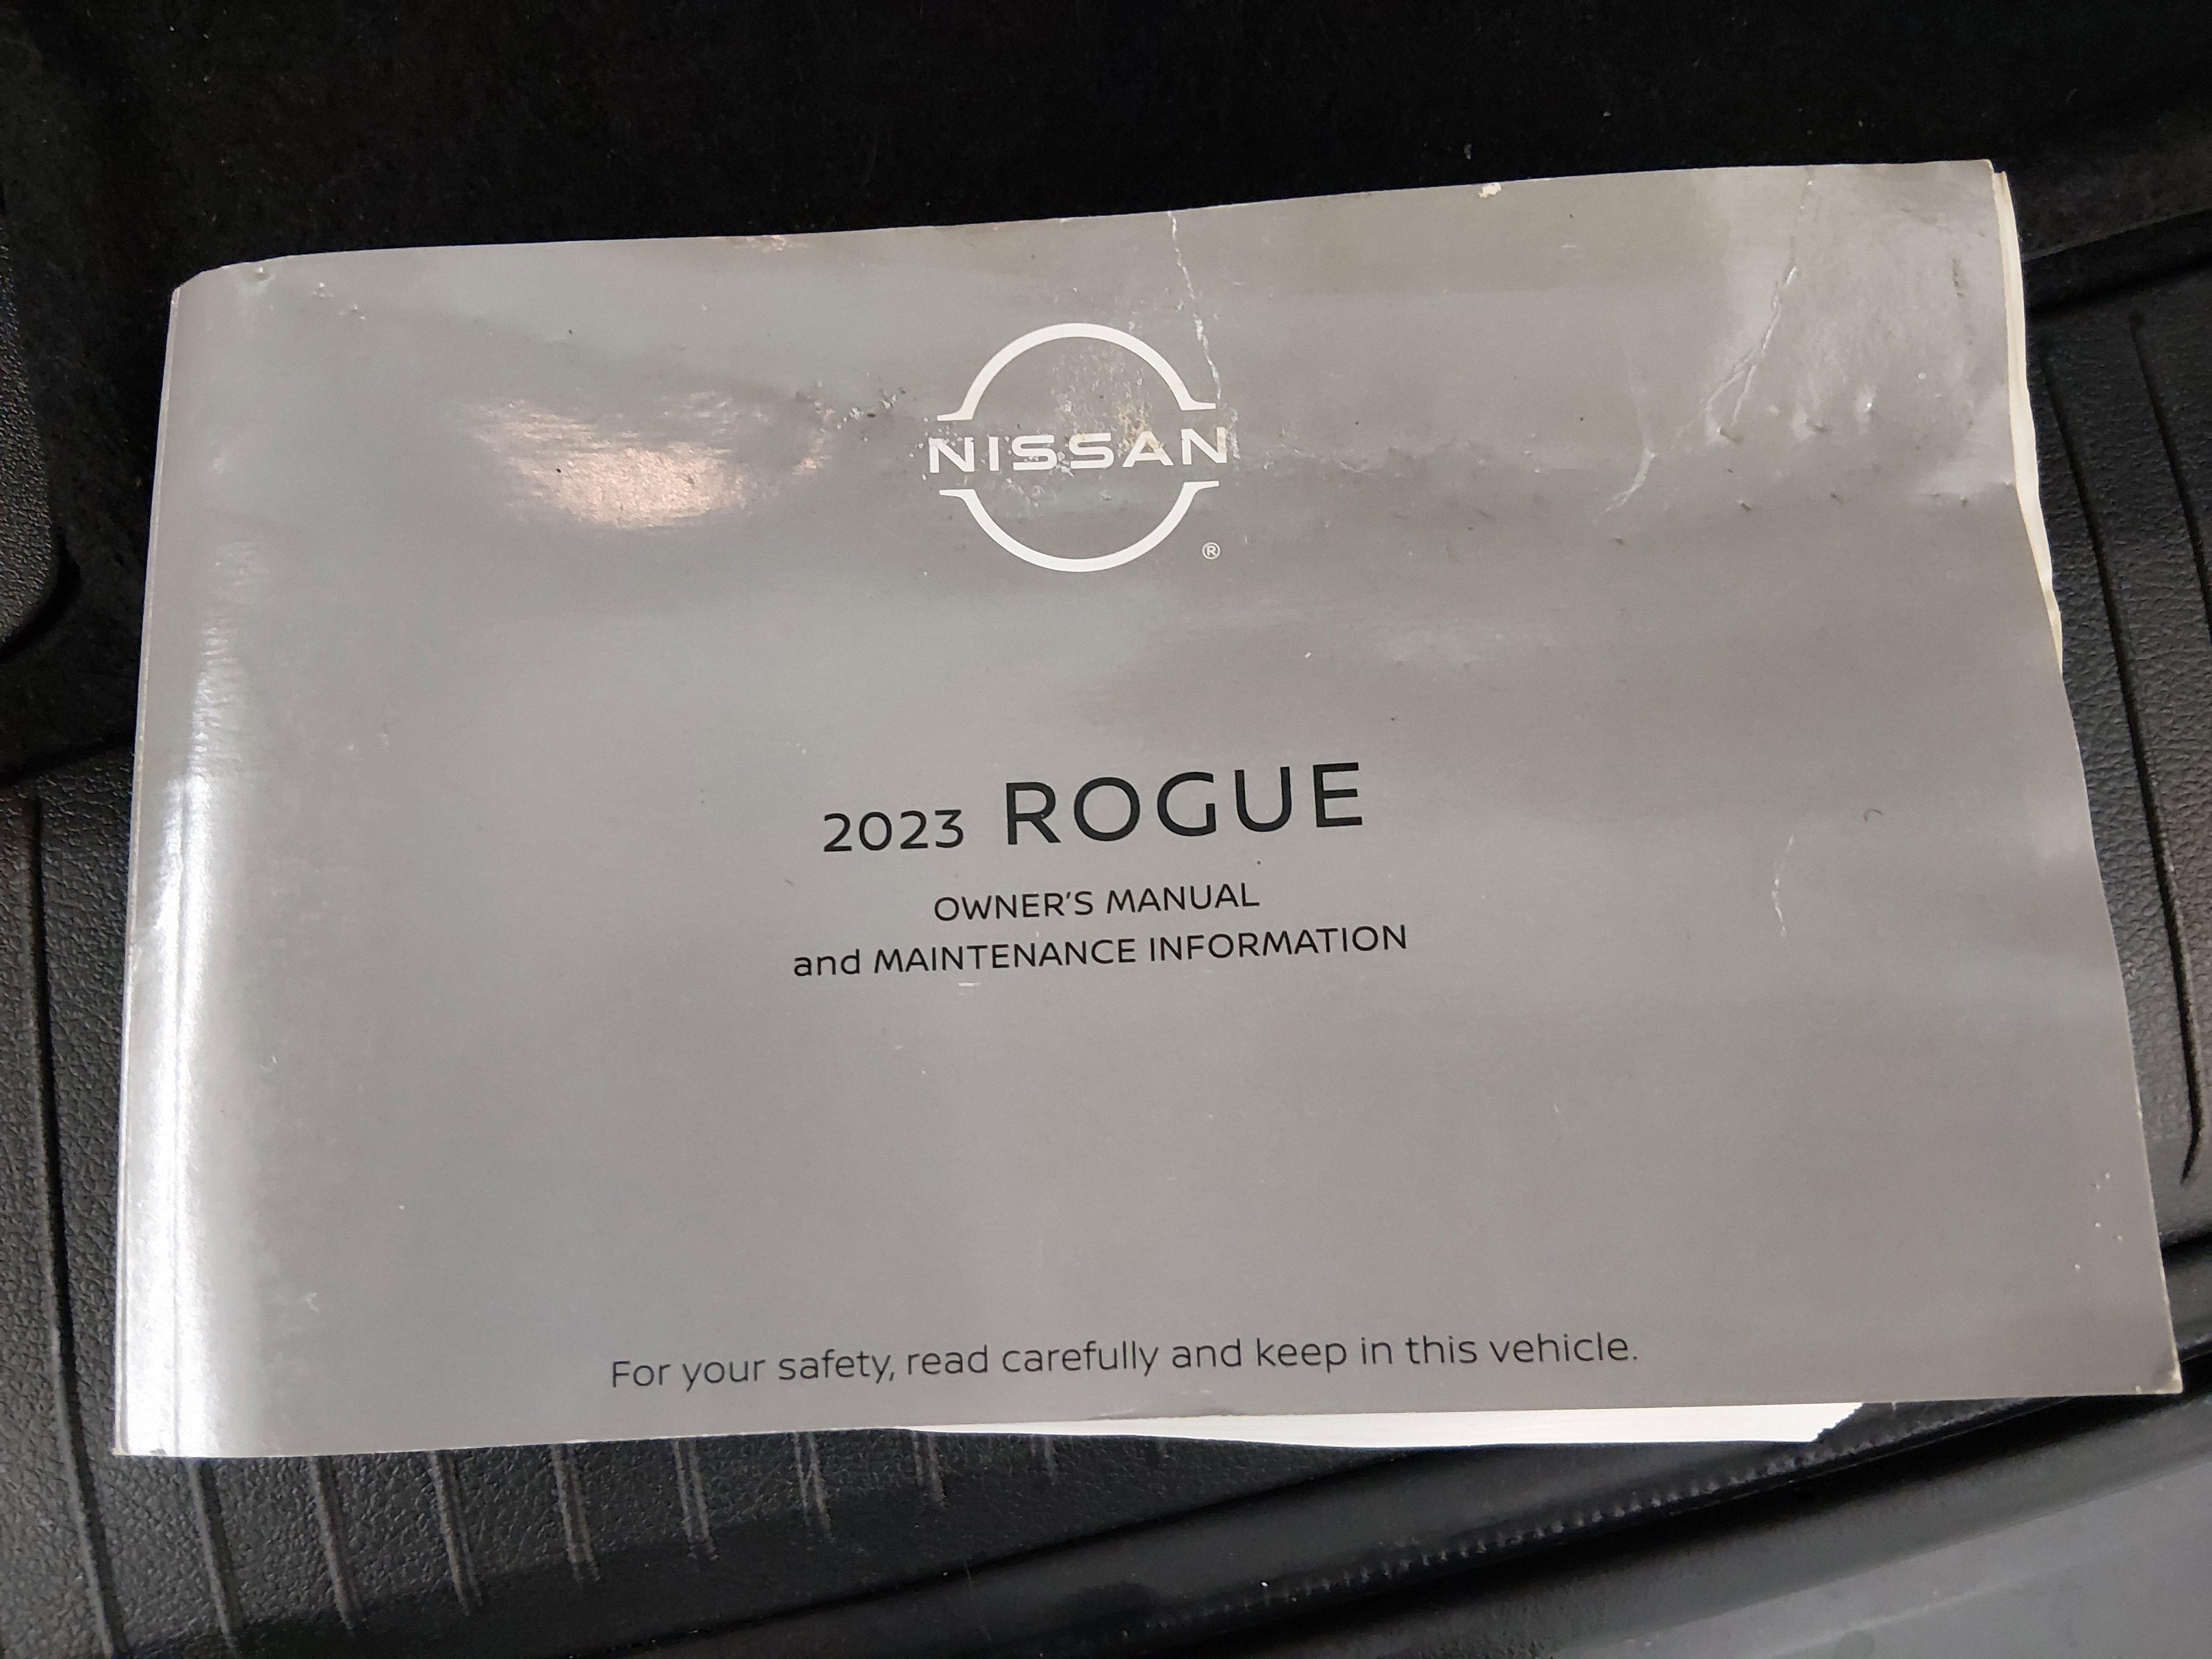 NISSAN
®
2023 ROGUE
OWNER'S MANUAL
and MAINTENANCE INFORMATION
For your safety, read carefully and keep in this vehicle.